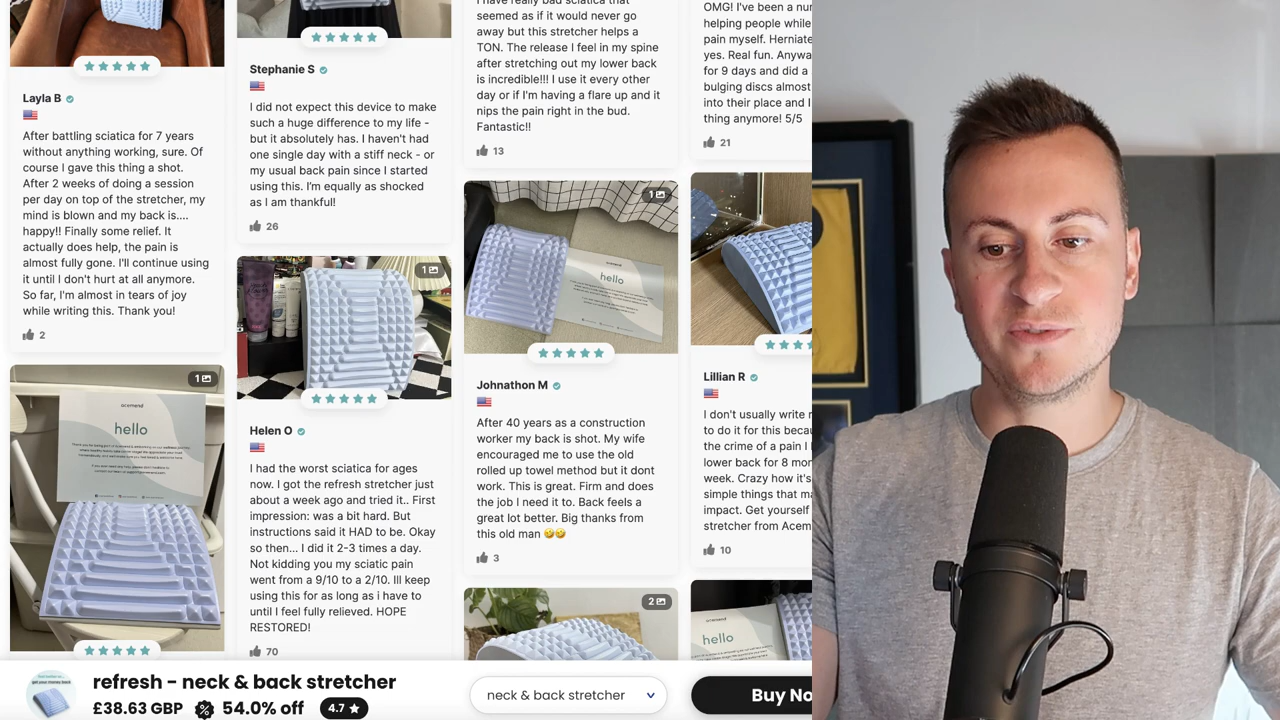 Layla B
After battling sciatica for 7 years
without anything working, sure. Of
course I gave this thing a shot.
After 2 weeks of doing a session
per day on top of the stretcher, my
mind is blown and my back is....
happy!! Finally some relief. It
actually does help, the pain is
almost fully gone. I'll continue using
it until I don't hurt at all anymore.
So far, I'm almost in tears of joy
while writing this. Thank you!
2
1
acemend
hello
Stephanie S
I did not expect this device to make
such a huge difference to my life -
but it absolutely has. I haven't had
one single day with a stiff neck - or
my usual back pain since I started
using this. I'm equally as shocked
as I am thankful!
26
1
Helen O
I had the worst sciatica for ages
now. I got the refresh stretcher just
about a week ago and tried it.. First
impression: was a bit hard. But
instructions said it HAD to be. Okay
so then... I did it 2-3 times a day.
Not kidding you my sciatic pain
went from a 9/10 to a 2/10. Ill keep
using this for as long as i have to
until I feel fully relieved. HOPE
RESTORED!
70
I have really bad sciatica that
seemed as if it would never go
away but this stretcher helps a
TON. The release I feel in my spine
after stretching out my lower back
is incredible!!! I use it every other
day or if I'm having a flare up and it
nips the pain right in the bud.
Fantastic!!
13
1
hello
Johnathon M
After 40 years as a construction
worker my back is shot. My wife
encouraged me to use the old
rolled up towel method but it dont
work. This is great. Firm and does
the job I need it to. Back feels a
great lot better. Big thanks from
this old man 🤣🤣
3
2
OMG! I've been a nur
helping people while
pain myself. Herniate
yes. Real fun. Anywa
for 9 days and did a
bulging discs almost
into their place and I
thing anymore! 5/5
21
Lillian R
I don't usually write r
to do it for this becau
the crime of a pain I
lower back for 8 mor
week. Crazy how it's
simple things that ma
impact. Get yourself
stretcher from Acem
10
hello
refresh - neck & back stretcher
£38.63 GBP 54.0% off 4.7
neck & back stretcher
Buy No